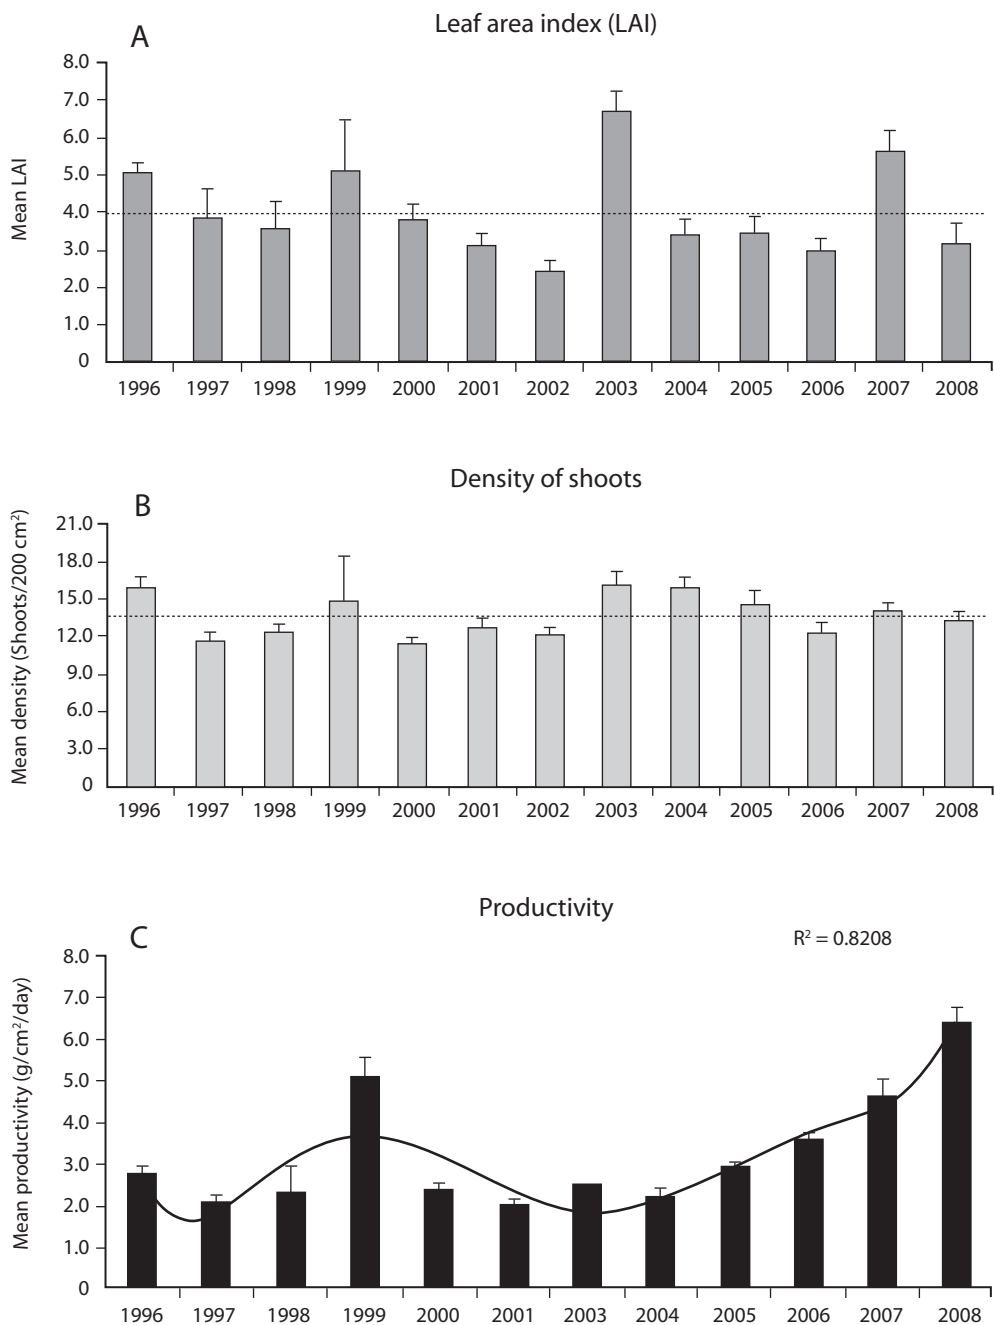 A
Leaf area index (LAI)
Mean LAI
8.0
7.0
6.0
5.0
4.0
3.0
2.0
1.0
0
1996 1997 1998 1999 2000 2001 2002 2003 2004 2005 2006 2007 2008
Density of shoots
B
Mean density (Shoots/200 cm²)
21.0
18.0
15.0
12.0
9.0
6.0
3.0
0
1996 1997 1998 1999 2000 2001 2002 2003 2004 2005 2006 2007 2008
Productivity
C
R² = 0.8208
Mean productivity (g/cm²/day)
8.0
7.0
6.0
5.0
4.0
3.0
2.0
1.0
0
1996 1997 1998 1999 2000 2001 2003 2004 2005 2006 2007 2008